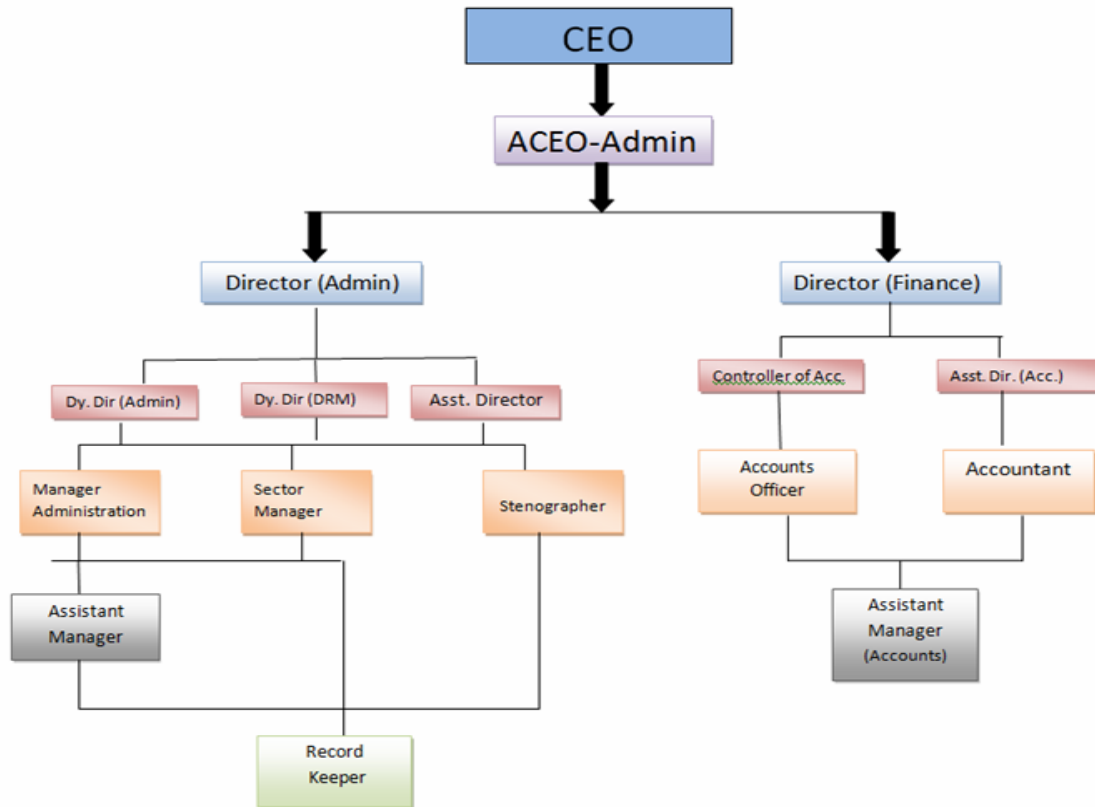 CEO
ACEO-Admin
Director (Admin)
Director (Finance)
Dy. Dir (Admin)
Dy. Dir (DRM)
Asst. Director
Controller of Acc.
Asst. Dir. (Acc.)
Manager
Administration
Sector
Manager
Stenographer
Accounts
Officer
Accountant
Assistant
Manager
Assistant
Manager
(Accounts)
Record
Keeper